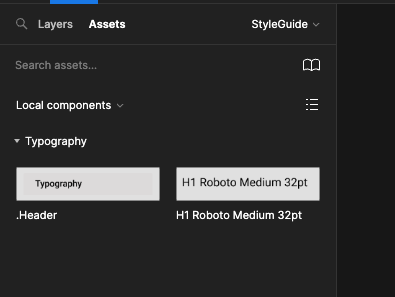 Layers Assets StyleGuide
Search assets...
Local components
Typography
Typography H1 Roboto Medium 32pt
.Header H1 Roboto Medium 32pt